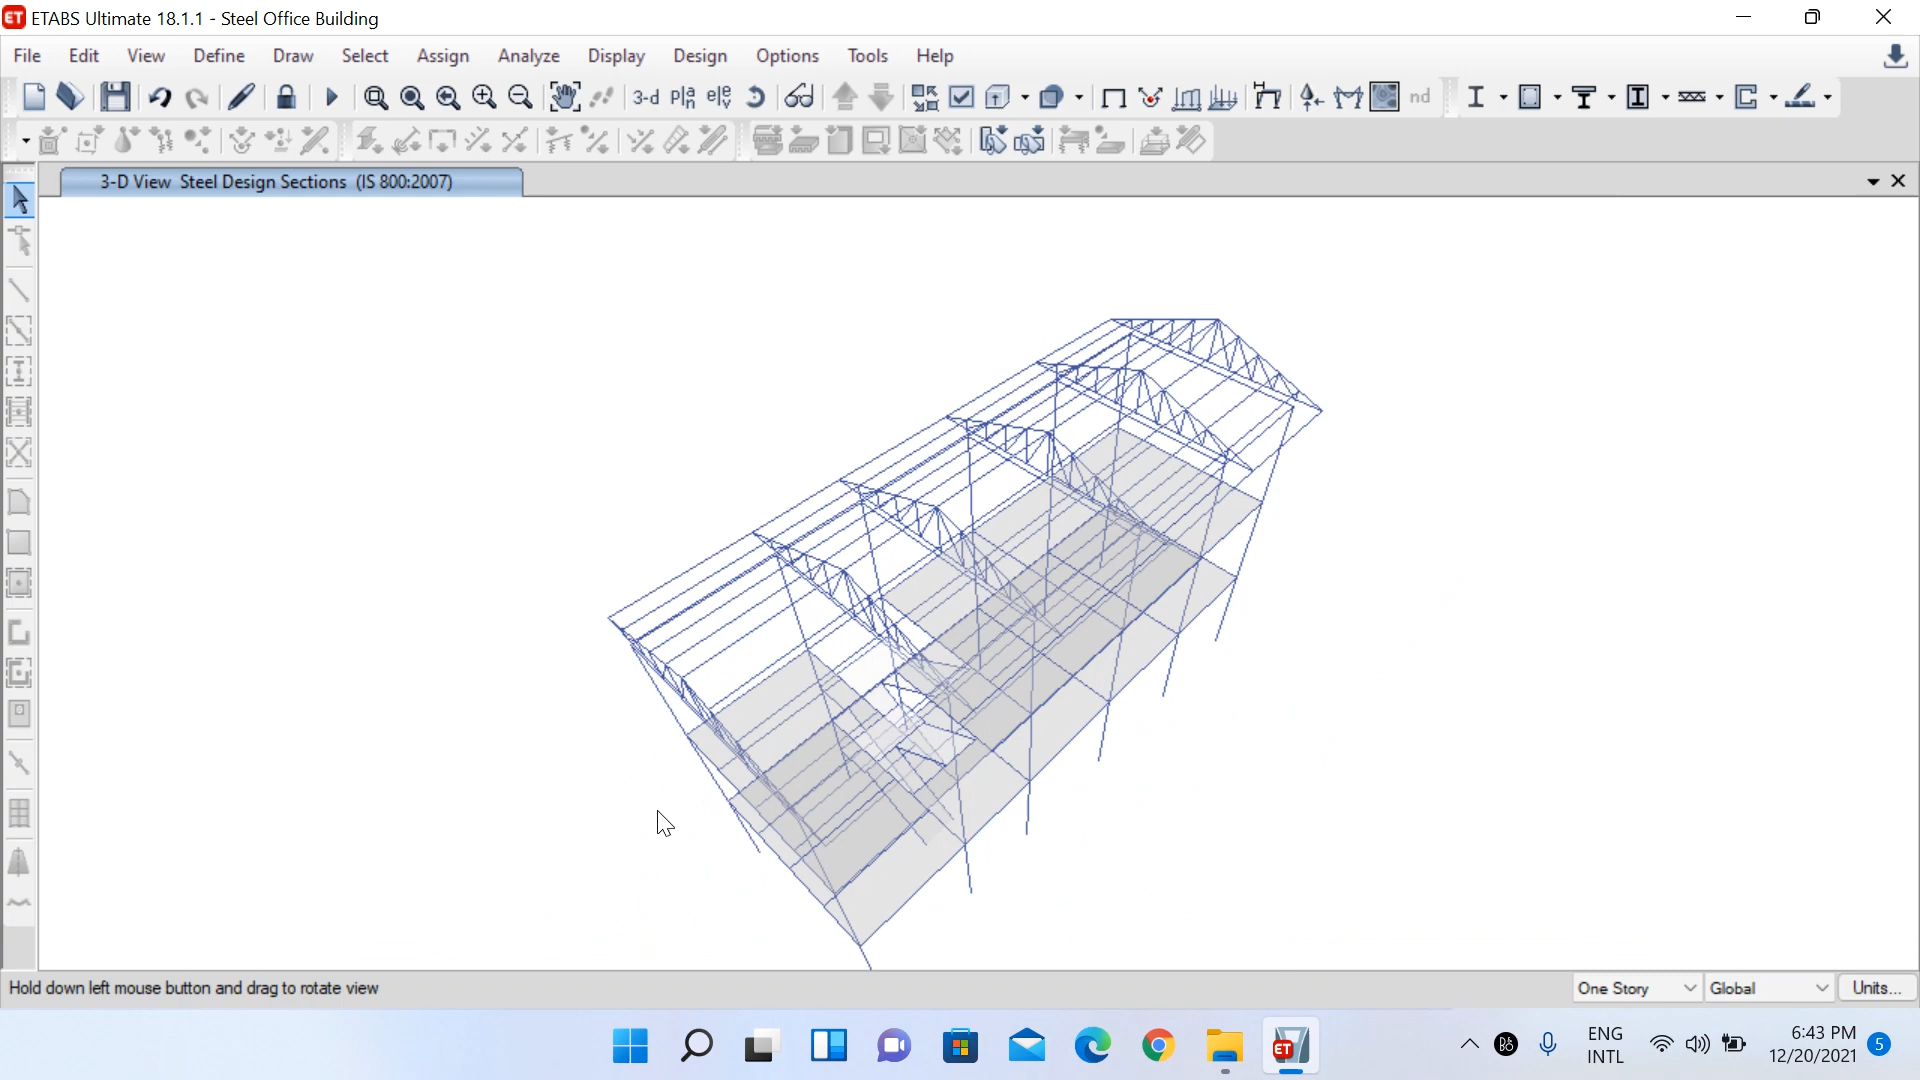 ET ETABS Ultimate 18.1.1 - Steel Office Building
File Edit View Define Draw Select Assign Analyze Display Design Options Tools Help
3-d nd
3-D View Steel Design Sections (IS 800:2007)
Hold down left mouse button and drag to rotate view One Story Global Units...
ET ENG 6:43 PM
INTL 12/20/2021 5